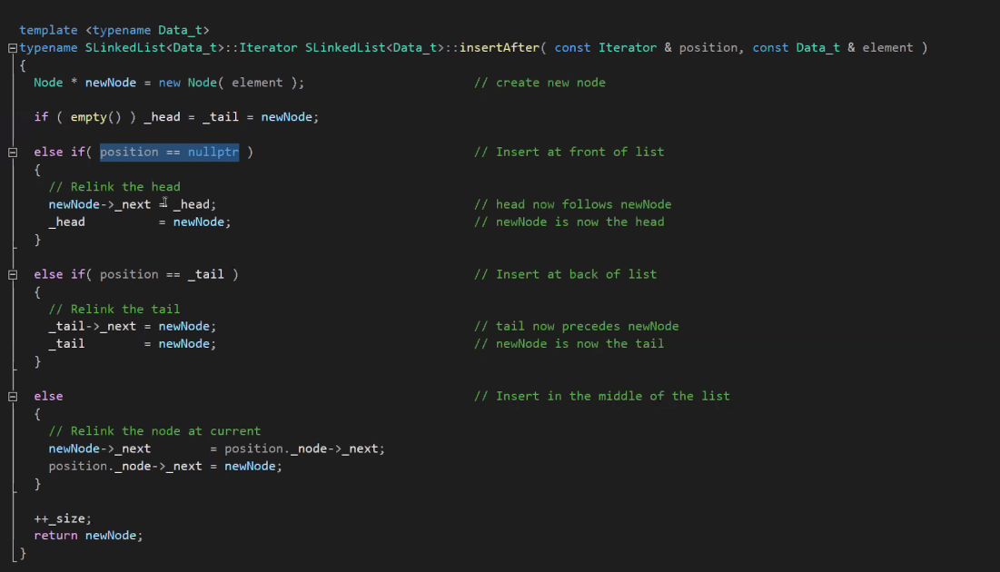 template <typename Data_t>
typename SLinkedList<Data_t>::Iterator SLinkedList<Data_t>::insertAfter( const Iterator & position, const Data_t & element )
{
Node * newNode = new Node( element ); // create new node
if ( empty() ) _head = _tail = newNode;
else if( position == nullptr ) // Insert at front of list
{
// Relink the head
newNode->_next = _head; // head now follows newNode
_head = newNode; // newNode is now the head
}
else if( position == _tail ) // Insert at back of list
{
// Relink the tail
_tail->_next = newNode; // tail now precedes newNode
_tail = newNode; // newNode is now the tail
}
else // Insert in the middle of the list
{
// Relink the node at current
newNode->_next = position._node->_next;
position._node->_next = newNode;
}
++_size;
return newNode;
}